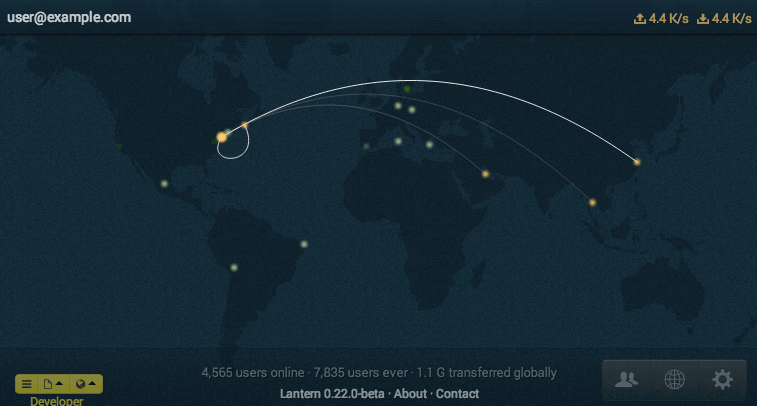 user@example.com
4.4 K/s 4.4 K/s
4,565 users online · 7,835 users ever · 1.1 G transferred globally
Lantern 0.22.0-beta · About · Contact
Developer